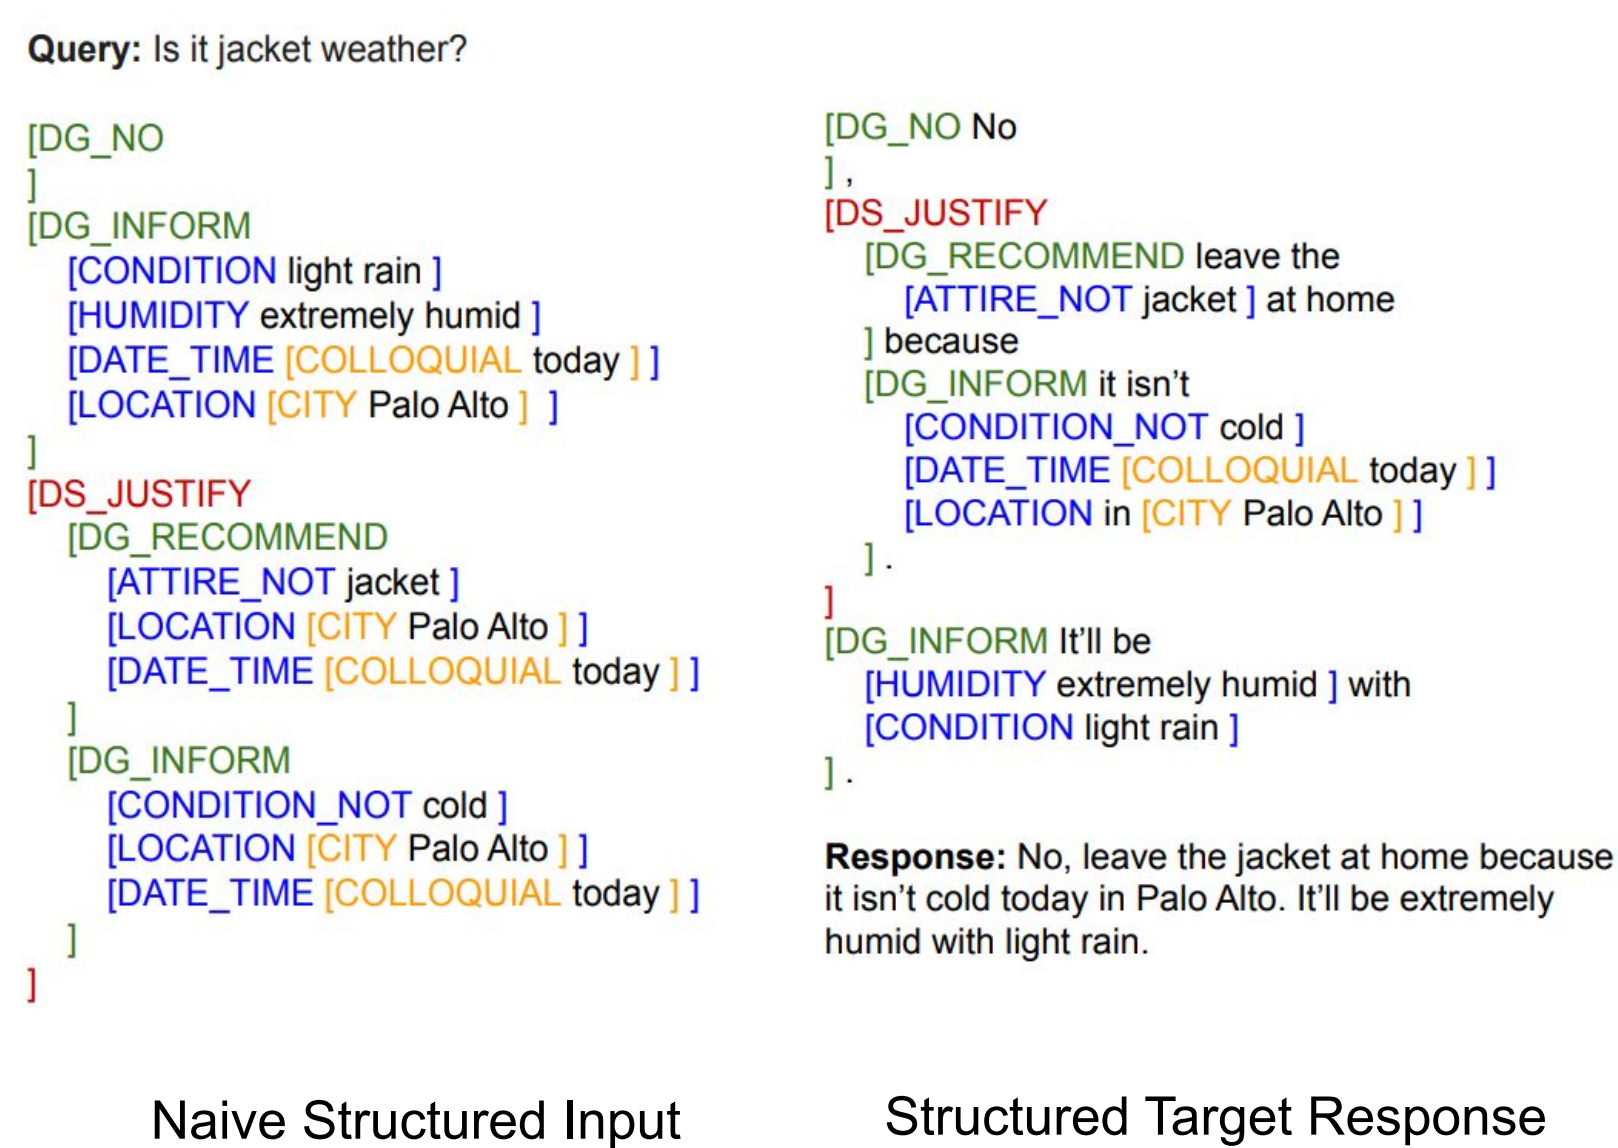 Query: Is it jacket weather?
[DG_NO
]
[DG_INFORM
[CONDITION light rain ]
[HUMIDITY extremely humid ]
[DATE_TIME [COLLOQUIAL today ] ]
[LOCATION [CITY Palo Alto ] ]
]
[DS_JUSTIFY
[DG_RECOMMEND
[ATTIRE_NOT jacket ]
[LOCATION [CITY Palo Alto ] ]
[DATE_TIME [COLLOQUIAL today ] ]
]
[DG_INFORM
[CONDITION_NOT cold ]
[LOCATION [CITY Palo Alto ] ]
[DATE_TIME [COLLOQUIAL today ] ]
]
]
Naive Structured Input
[DG_NO No
] ,
[DS_JUSTIFY
[DG_RECOMMEND leave the
[ATTIRE_NOT jacket ] at home
] because
[DG_INFORM it isn’t
[CONDITION_NOT cold ]
[DATE_TIME [COLLOQUIAL today ] ]
[LOCATION in [CITY Palo Alto ] ]
] .
]
[DG_INFORM It’ll be
[HUMIDITY extremely humid ] with
[CONDITION light rain ]
] .
Response: No, leave the jacket at home because
it isn’t cold today in Palo Alto. It’ll be extremely
humid with light rain.
Structured Target Response